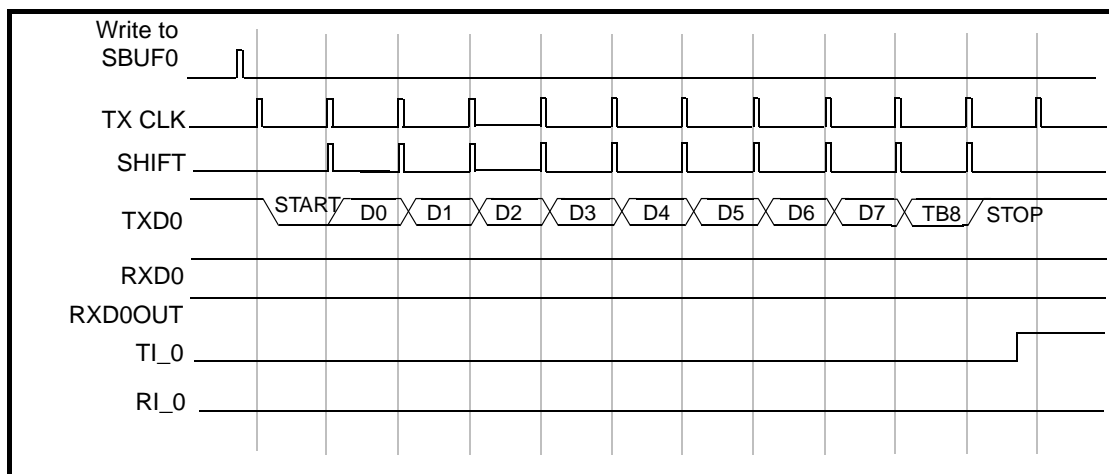 Write to
SBUF0
TX CLK
SHIFT
TXD0
START D0 D1 D2 D3 D4 D5 D6 D7 TB8 STOP
RXD0
RXD0OUT
TI_0
RI_0